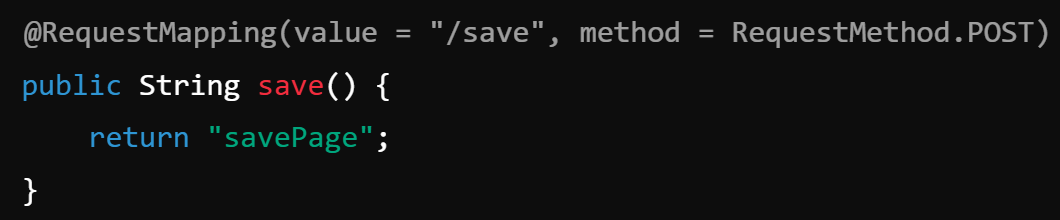 @RequestMapping(value = "/save", method = RequestMethod.POST)
public String save() {
    return "savePage";
}